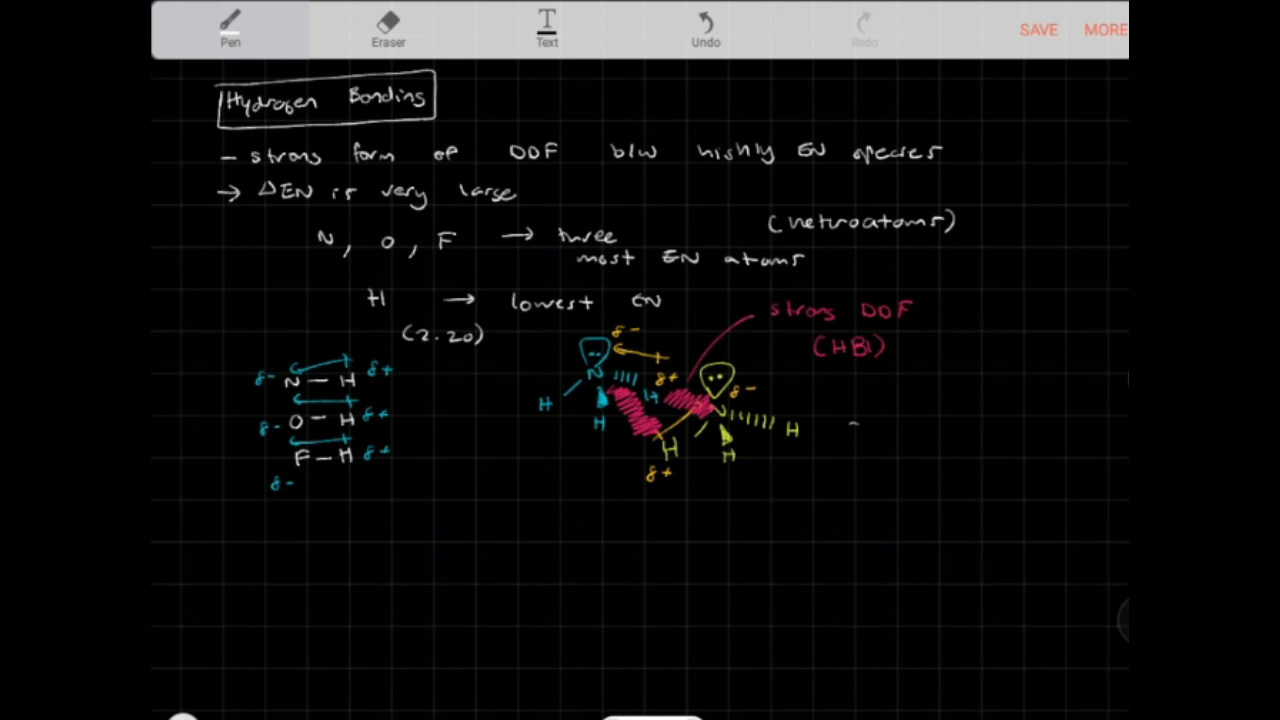 Pen
Eraser
Text
Undo
Redo
SAVE
MORE
Hydrogen Bonding
- strong form of DDF b/w highly EN species
→ ΔEN is very large
(hetroatoms)
N, O, F → three
most EN atoms
H → lowest EN
(2.20)
strong DDF
(HB!)
δ- N - H δ+
δ- O - H δ+
F - H δ+
δ-
δ-
N
δ+
H
H
H
δ-
N
H
H
H
δ+